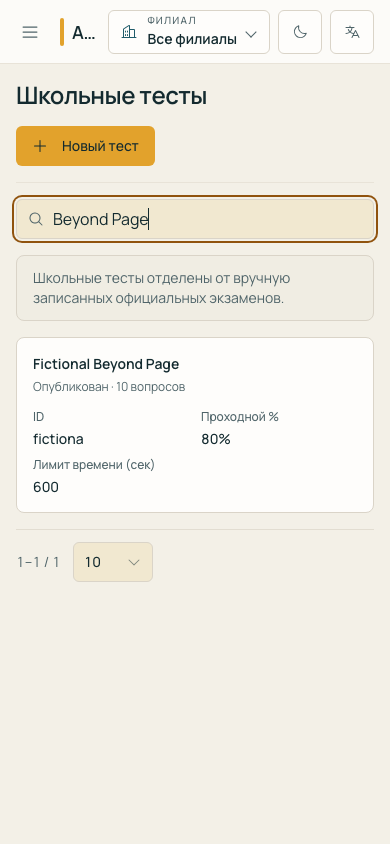 А...
ФИЛИАЛ
Все филиалы
Школьные тесты
Новый тест
Beyond Page
Школьные тесты отделены от вручную
записанных официальных экзаменов.
Fictional Beyond Page
Опубликован · 10 вопросов
ID
Проходной %
fictiona
80%
Лимит времени (сек)
600
1–1 / 1
10